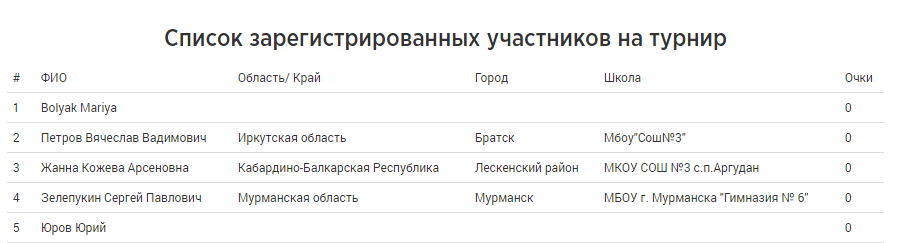 Список зарегистрированных участников на турнир
# ФИО Область/ Край Город Школа Очки
1 Bolyak Mariya 0
2 Петров Вячеслав Вадимович Иркутская область Братск Мбоу"Сош№3" 0
3 Жанна Кожева Арсеновна Кабардино-Балкарская Республика Лескенский район МКОУ СОШ №3 с.п.Аргудан 0
4 Зелепукин Сергей Павлович Мурманская область Мурманск МБОУ г. Мурманска "Гимназия № 6" 0
5 Юров Юрий 0